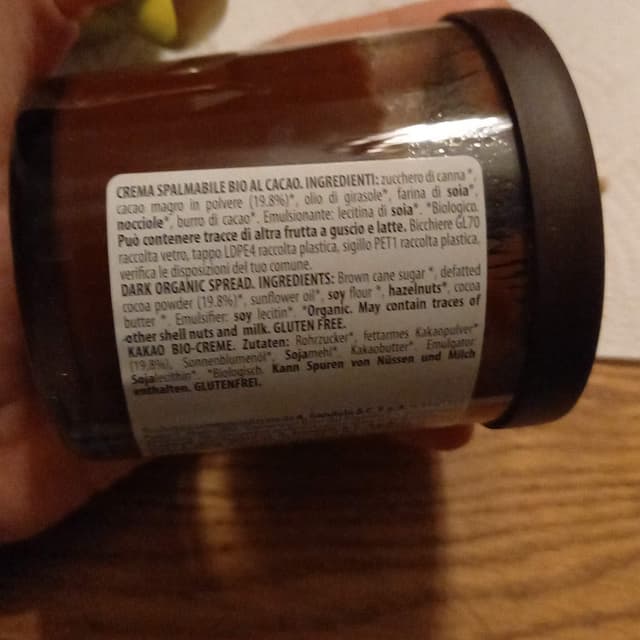 CREMA SPALMABILE BIO AL CACAO. INGREDIENTI: zucchero di canna*,
cacao magro in polvere (19.8%)*, olio di girasole*, farina di soia*,
nocciole*, burro di cacao*. Emulsionante: lecitina di soia*. *Biologico.
Può contenere tracce di altra frutta a guscio e latte. Bicchiere GL70
raccolta vetro, tappo LDPE4 raccolta plastica, sigillo PET1 raccolta plastica,
verifica le disposizioni del tuo comune.
DARK ORGANIC SPREAD. INGREDIENTS: Brown cane sugar *, defatted
cocoa powder (19.8%)*, sunflower oil*, soy flour *, hazelnuts*, cocoa
butter *. Emulsifier: soy lecitin*. *Organic. May contain traces of
other shell nuts and milk. GLUTEN FREE.
KAKAO BIO-CREME. Zutaten: Rohrzucker*, fettarmes Kakaopulver*
(19,8%), Sonnenblumenöl*, Sojamehl*, Kakaobutter*. Emulgator:
Sojalecithin*. *Biologisch. Kann Spuren von Nüssen und Milch
enthalten. GLUTENFREI.